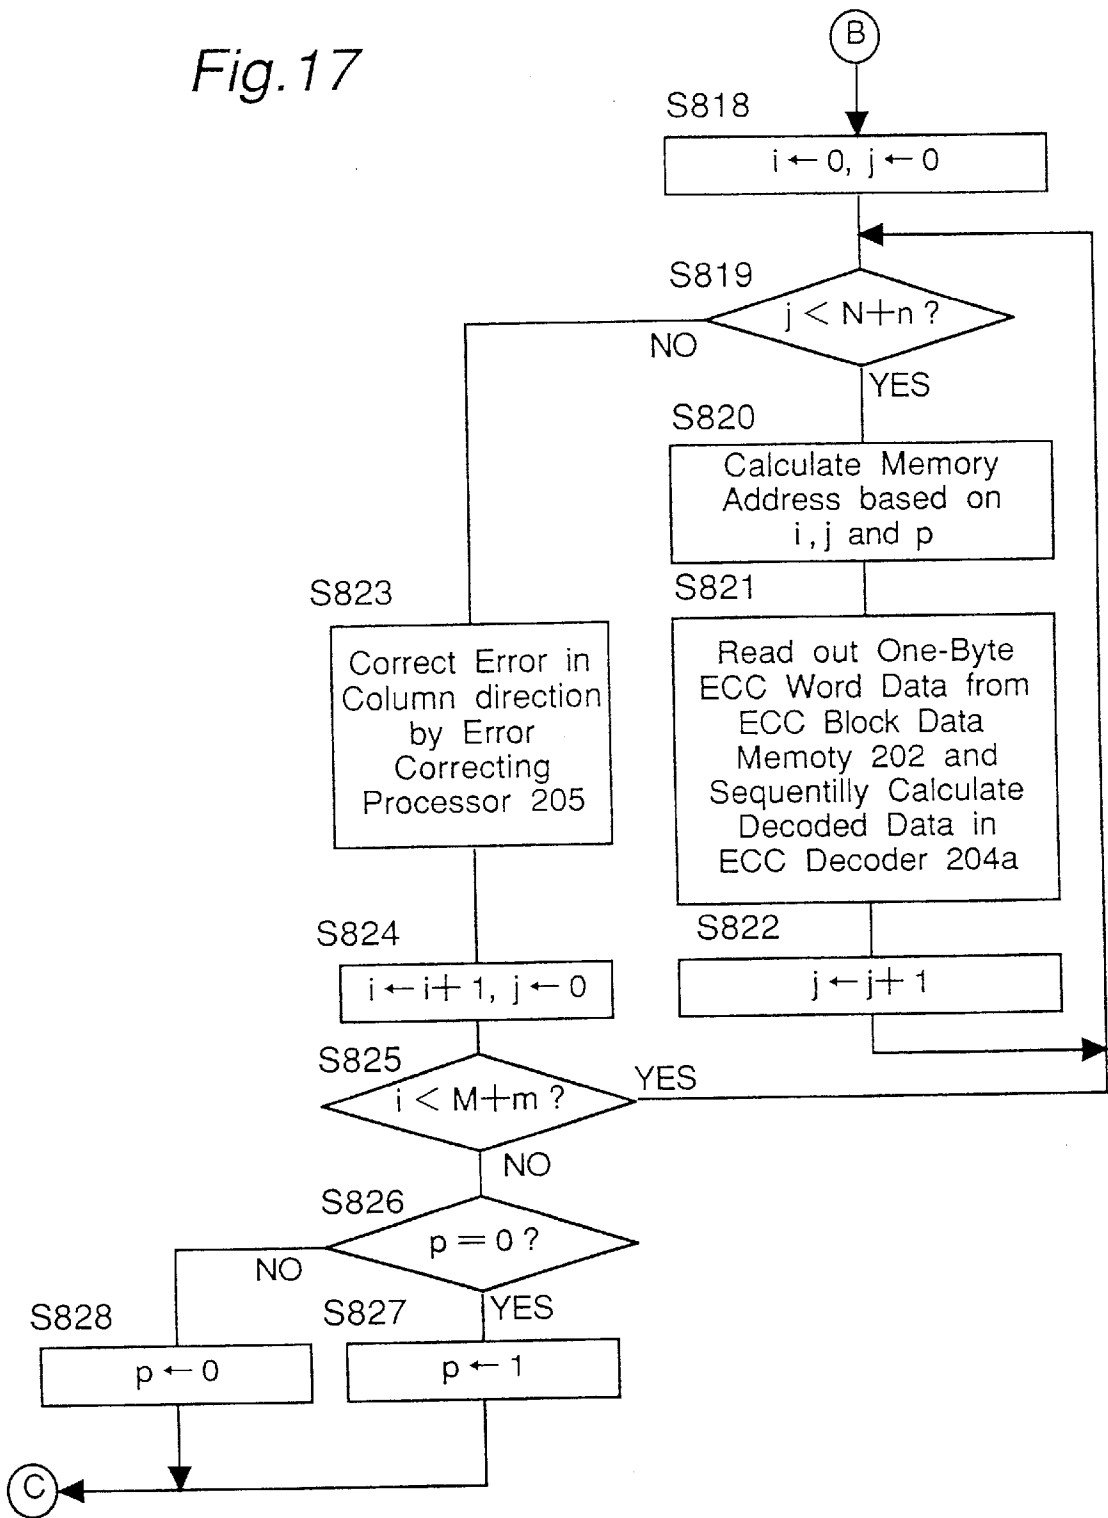 Fig.17
B
S818
i ← 0, j ← 0
S819
j < N+n ?
NO
YES
S820
Calculate Memory
Address based on
i , j and p
S821
Read out One-Byte
ECC Word Data from
ECC Block Data
Memoty 202 and
Sequentilly Calculate
Decoded Data in
ECC Decoder 204a
S822
j ← j+1
S823
Correct Error in
Column direction
by Error
Correcting
Processor 205
S824
i ← i+1, j ← 0
S825
i < M+m ?
YES
NO
S826
p = 0 ?
NO
YES
S828
p ← 0
S827
p ← 1
C